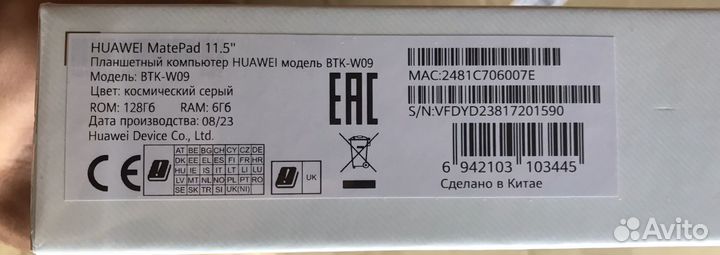 HUAWEI MatePad 11.5"
Планшетный компьютер HUAWEI модель BTK-W09
Модель: BTK-W09
Цвет: космический серый
ROM: 128Гб RAM: 6Гб
Дата производства: 08/23
Huawei Device Co., Ltd.
EAC
CE
AT BE BG CH CY CZ DE
DK EE EL ES FI FR HR
HU IE IS IT LI LT LU
LV MT NL NO PL PT RO
SE SK TR SI UK(NI)
UK
MAC:2481C706007E
S/N:VFDYD23817201590
6 942103 103445
Сделано в Китае
Avito